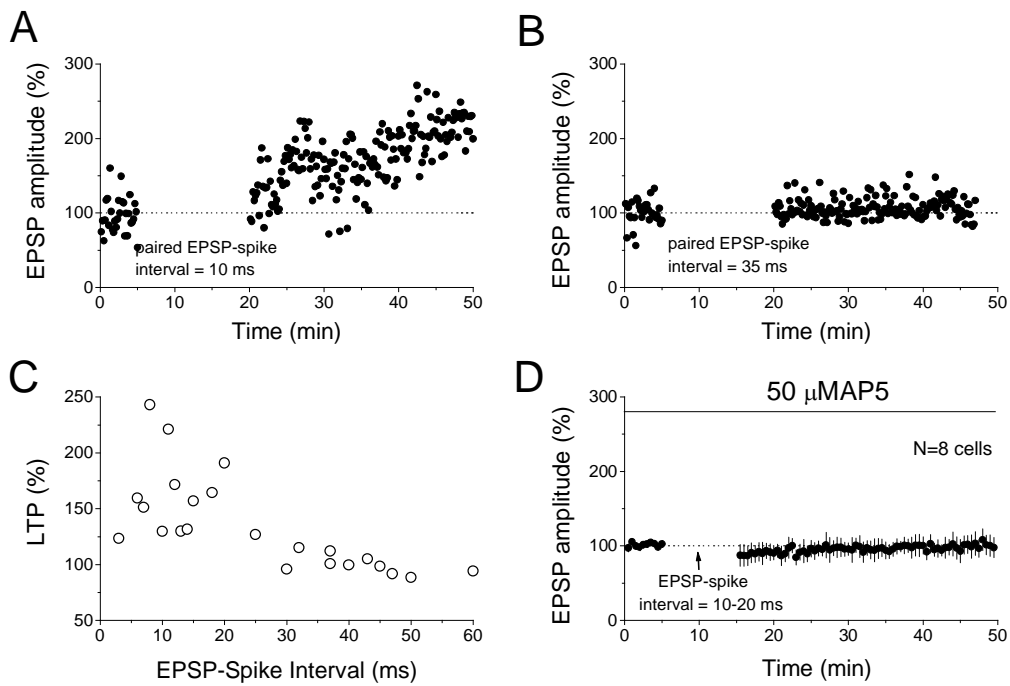 A
EPSP amplitude (%)
300
200
100
0
paired EPSP-spike
interval = 10 ms
0 10 20 30 40 50
Time (min)
B
EPSP amplitude (%)
300
200
100
0
paired EPSP-spike
interval = 35 ms
0 10 20 30 40 50
Time (min)
C
LTP (%)
250
200
150
100
50
0 10 20 30 40 50 60
EPSP-Spike Interval (ms)
D
EPSP amplitude (%)
50 μMAP5
300
200
100
0
N=8 cells
EPSP-spike
interval = 10-20 ms
0 10 20 30 40 50
Time (min)